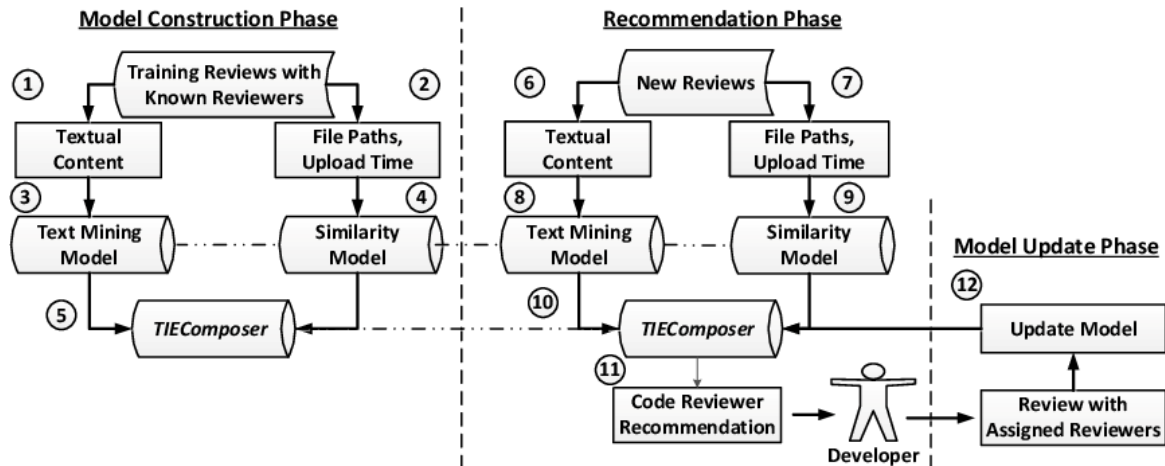 Model Construction Phase
Recommendation Phase
1
Training Reviews with
Known Reviewers
2
6
New Reviews
7
Textual
Content
File Paths,
Upload Time
Textual
Content
File Paths,
Upload Time
3
4
8
9
Text Mining
Model
Similarity
Model
Text Mining
Model
Similarity
Model
Model Update Phase
5
TIEComposer
10
TIEComposer
12
Update Model
11
Code Reviewer
Recommendation
Developer
Review with
Assigned Reviewers